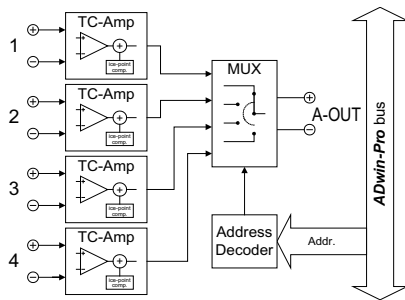 1
TC-Amp
ice-point
comp.
2
TC-Amp
ice-point
comp.
3
TC-Amp
ice-point
comp.
4
TC-Amp
ice-point
comp.
MUX
A-OUT
Address
Decoder
Addr.
ADwin-Pro bus